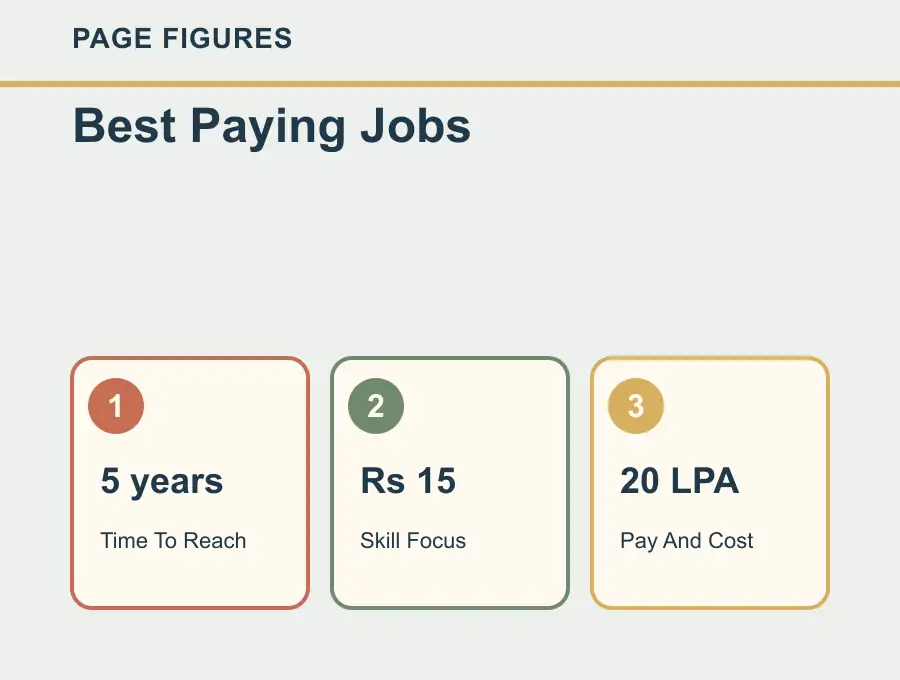 PAGE FIGURES
Best Paying Jobs
1
5 years
Time To Reach
2
Rs 15
Skill Focus
3
20 LPA
Pay And Cost